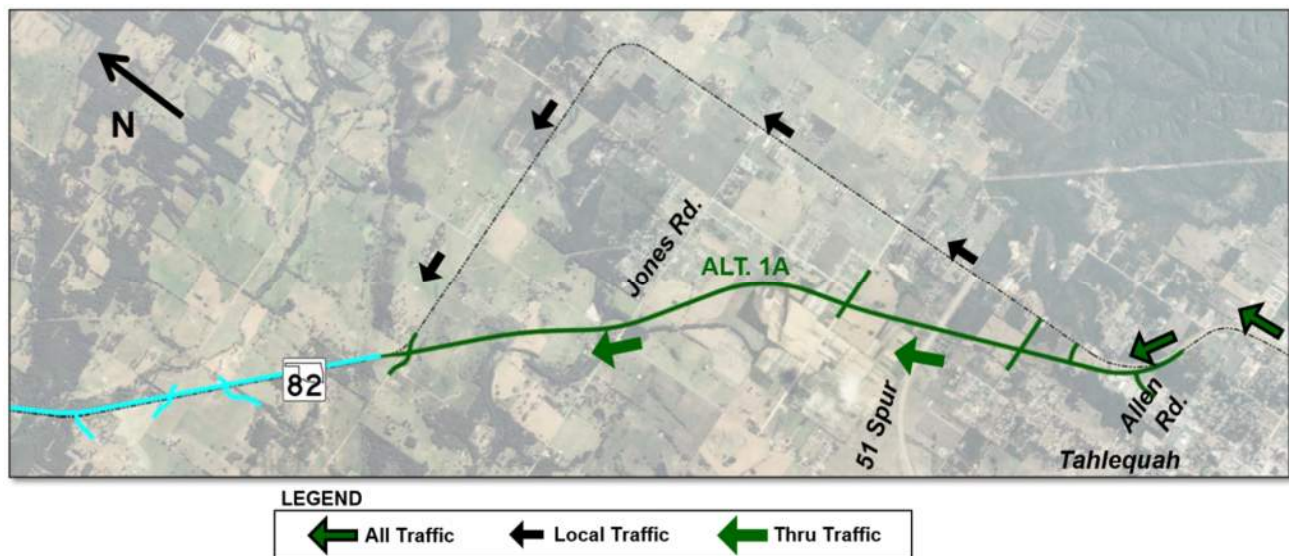 N
Jones Rd.
ALT. 1A
82
51 Spur
Allen
Rd.
Tahlequah
LEGEND
All Traffic
Local Traffic
Thru Traffic